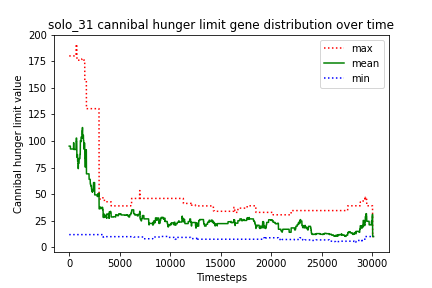 solo_31 cannibal hunger limit gene distribution over time
max
mean
min
Cannibal hunger limit value
200
175
150
125
100
75
50
25
0
0 5000 10000 15000 20000 25000 30000
Timesteps